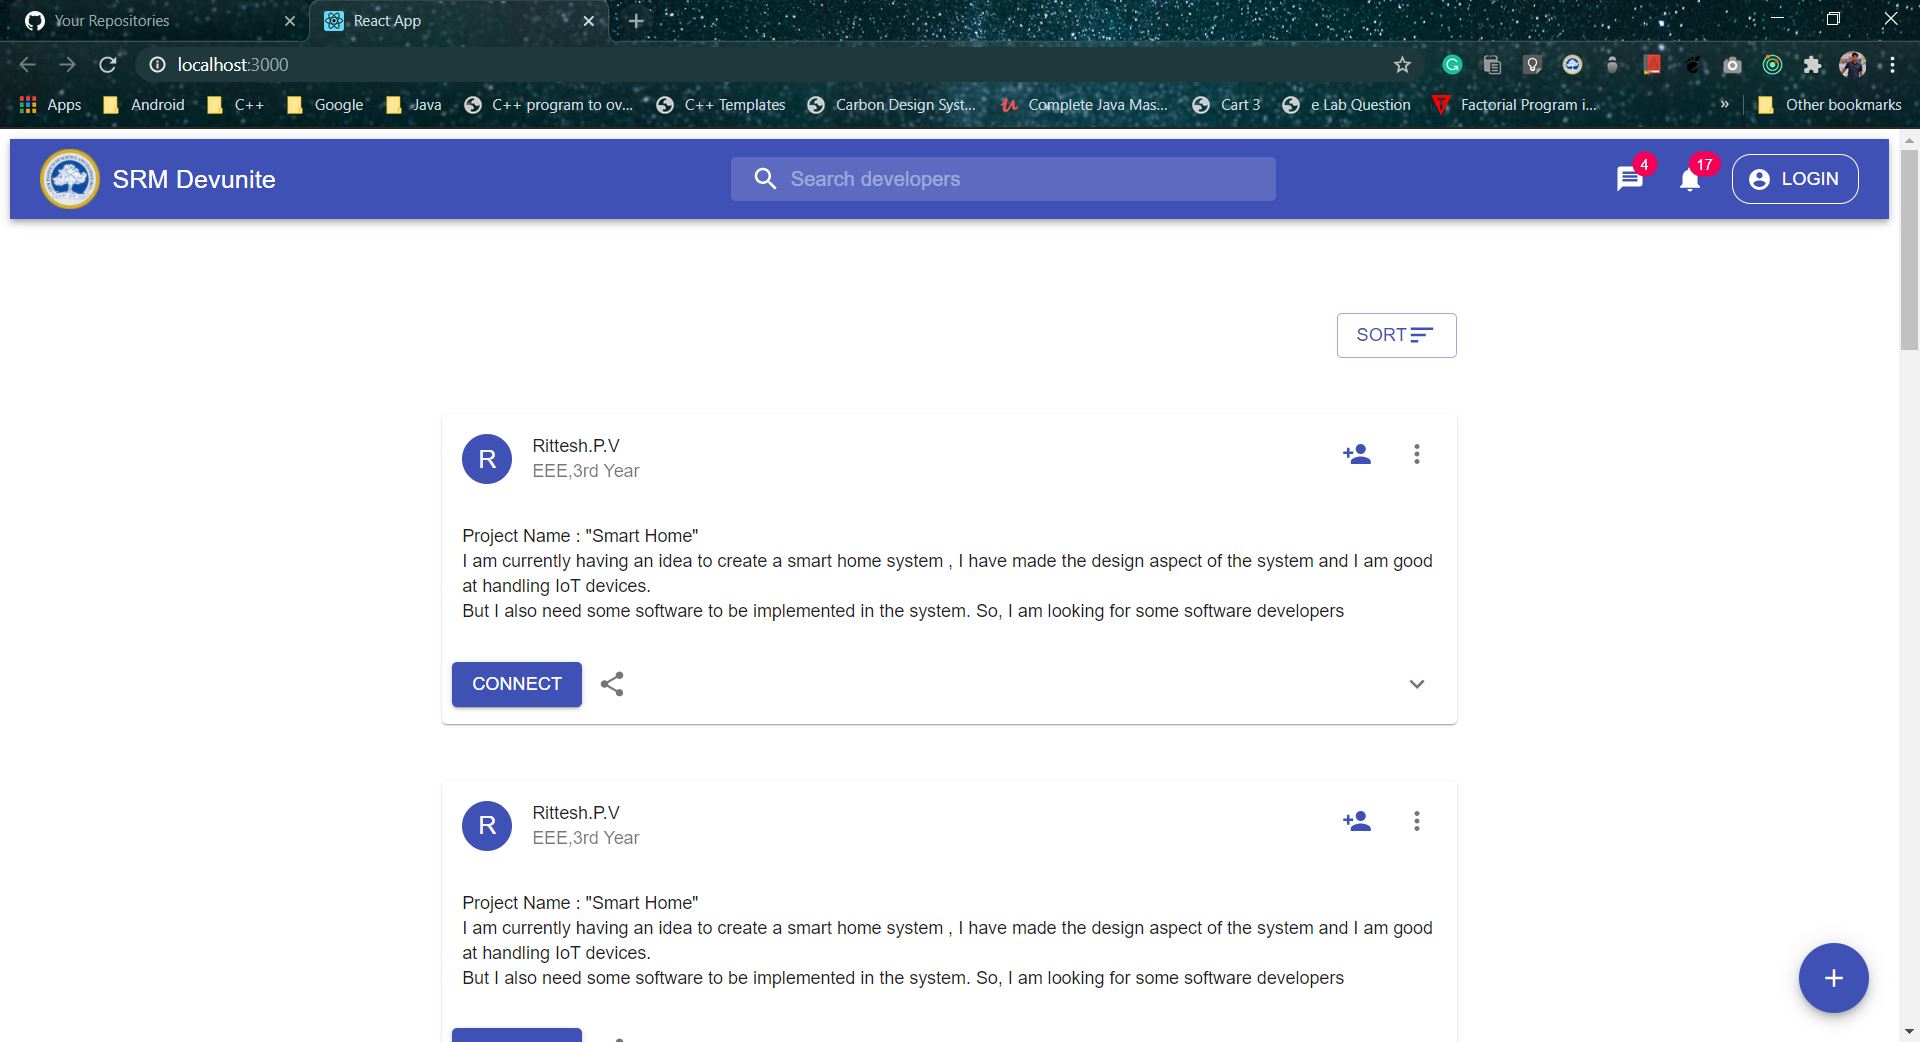 Your Repositories
React App
localhost:3000
Apps
Android
C++
Google
Java
C++ program to ov...
C++ Templates
Carbon Design Syst...
Complete Java Mas...
Cart 3
e Lab Question
Factorial Program i...
»
Other bookmarks
SRM Devunite
Search developers
4
17
LOGIN
SORT
R
Rittesh.P.V
EEE,3rd Year
Project Name : "Smart Home"
I am currently having an idea to create a smart home system , I have made the design aspect of the system and I am good
at handling IoT devices.
But I also need some software to be implemented in the system. So, I am looking for some software developers
CONNECT
R
Rittesh.P.V
EEE,3rd Year
Project Name : "Smart Home"
I am currently having an idea to create a smart home system , I have made the design aspect of the system and I am good
at handling IoT devices.
But I also need some software to be implemented in the system. So, I am looking for some software developers